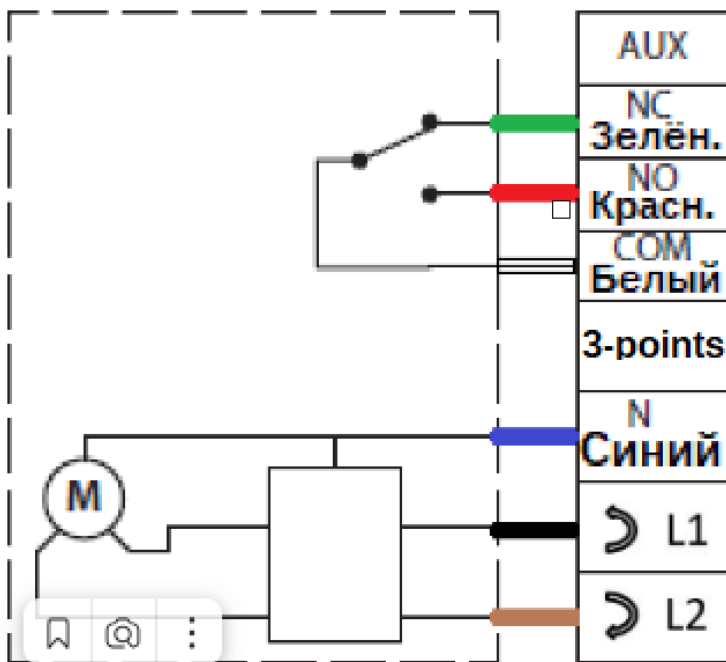 AUX
NC
Зелён.
NO
Красн.
COM
Белый
3-points
N
Синий
M
L1
L2